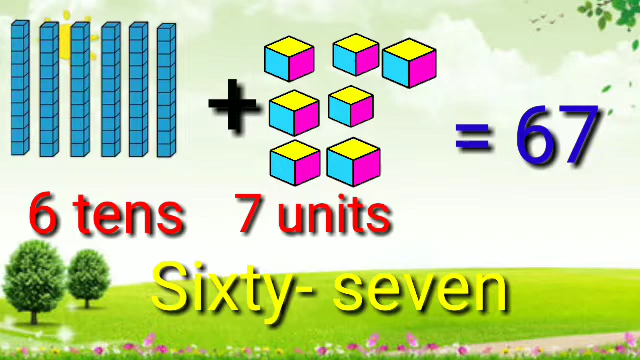 + = 67
6 tens 7 units
Sixty- seven